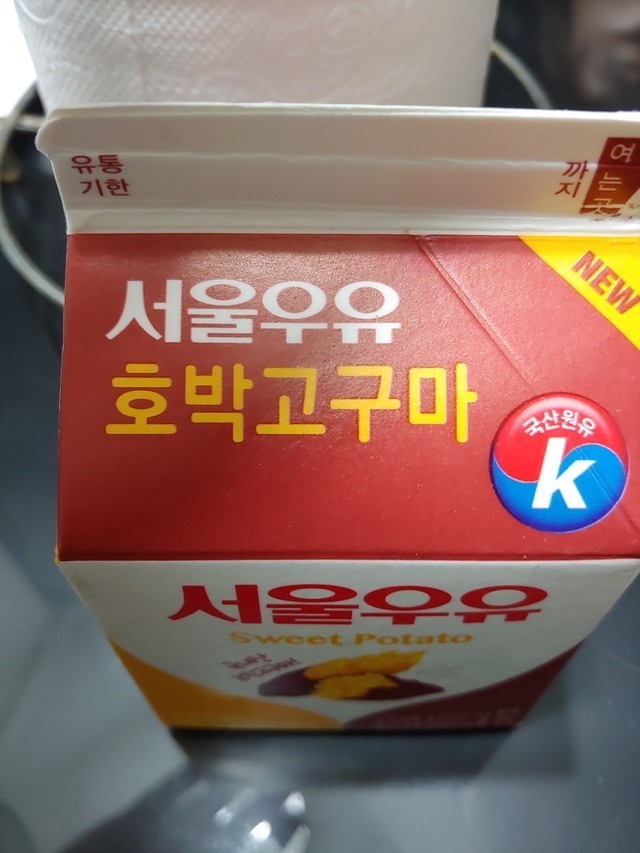 유통
기한
까
지
여
는
곳
NEW
서울우유
호박고구마
국산원유
k
서울우유
Sweet Potato